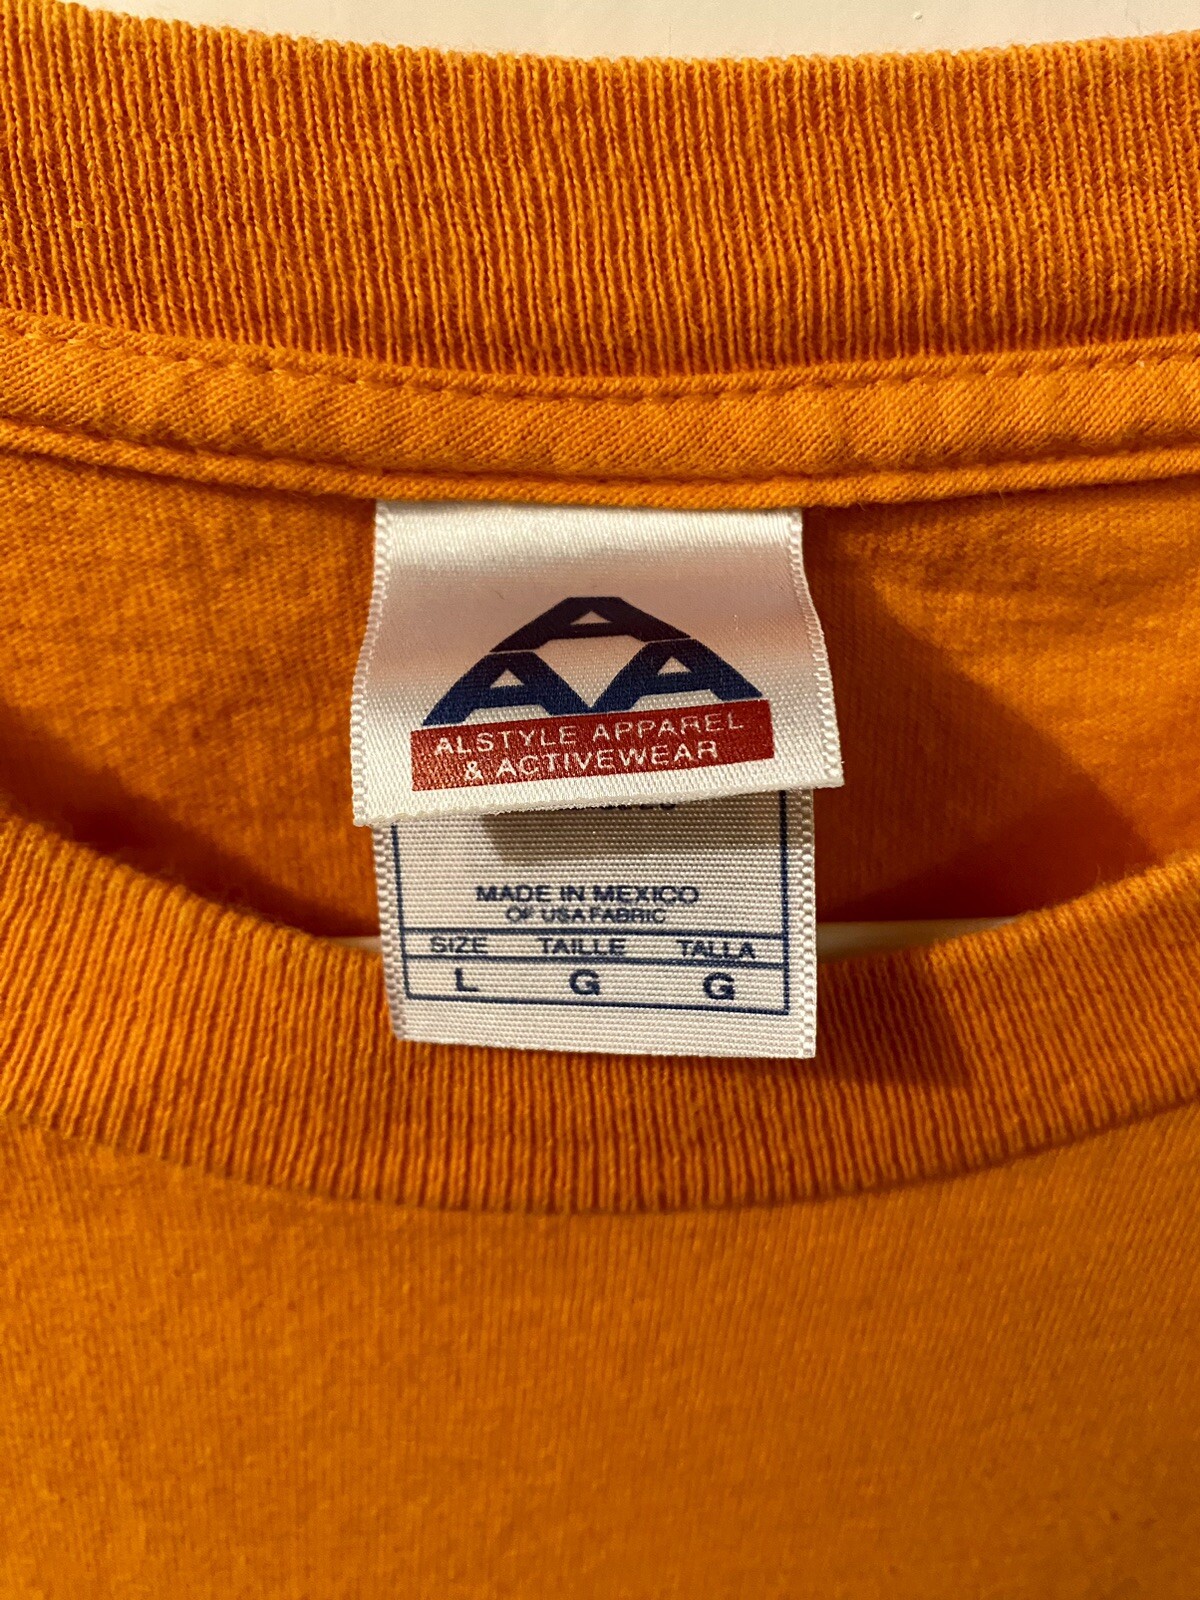 AAA
ALSTYLE APPAREL
& ACTIVEWEAR
MADE IN MEXICO
OF USA FABRIC
SIZE TAILLE TALLA
L G G